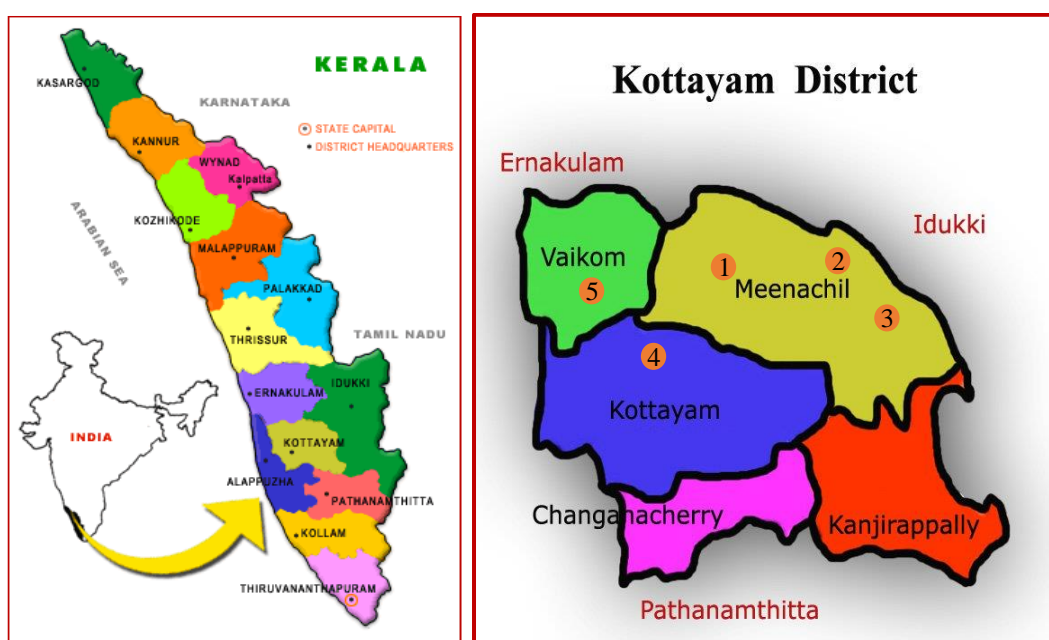 KERALA
KASARGOD
KARNATAKA
STATE CAPITAL
DISTRICT HEADQUARTERS
KANNUR
WYNAD
Kalpatta
KOZHIKODE
ARABIAN SEA
MALAPPURAM
PALAKKAD
TAMIL NADU
THRISSUR
IDUKKI
ERNAKULAM
INDIA
KOTTAYAM
ALAPPUZHA
PATHANAMTHITTA
KOLLAM
THIRUVANANTHAPURAM
Kottayam District
Ernakulam
Idukki
Vaikom
1
2
Meenachil
5
3
4
Kottayam
Changanacherry
Kanjirappally
Pathanamthitta